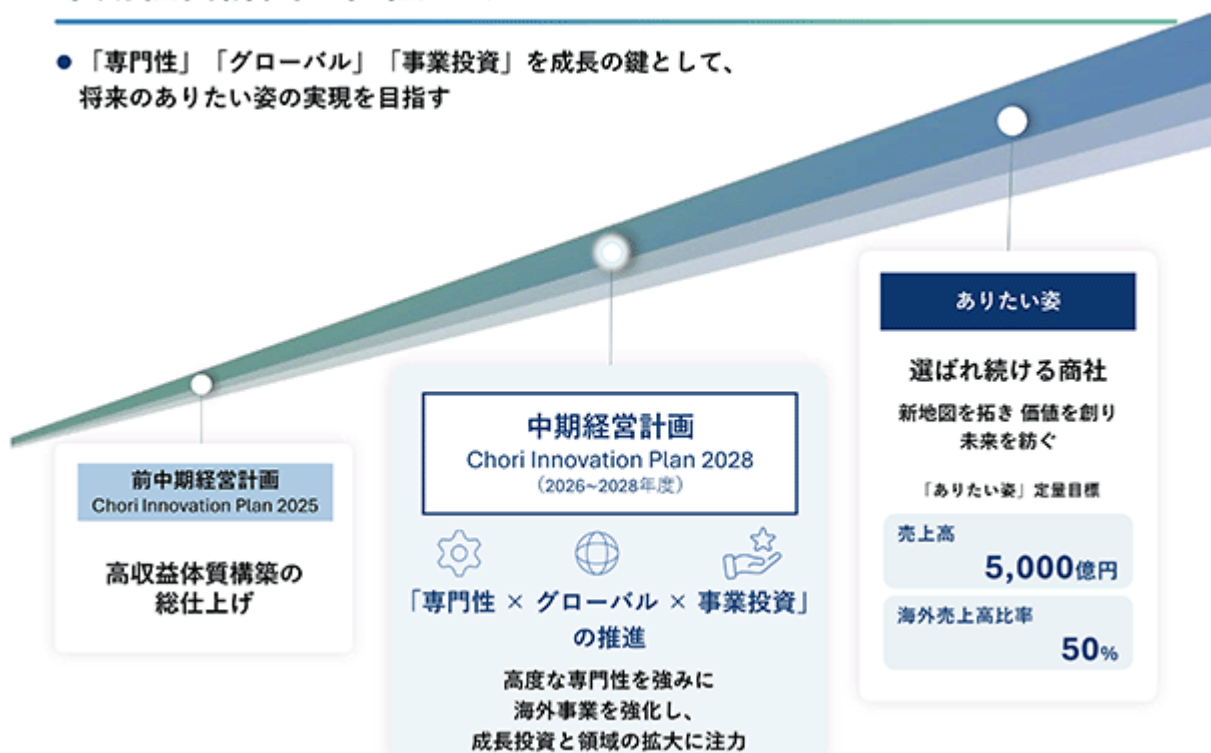 ● 「専門性」「グローバル」「事業投資」を成長の鍵として、
将来のありたい姿の実現を目指す
前中期経営計画
Chori Innovation Plan 2025
高収益体質構築の
総仕上げ
中期経営計画
Chori Innovation Plan 2028
(2026~2028年度)
「専門性 × グローバル × 事業投資」
の推進
高度な専門性を強みに
海外事業を強化し、
成長投資と領域の拡大に注力
ありたい姿
選ばれ続ける商社
新地図を拓き 価値を創り
未来を紡ぐ
「ありたい姿」定量目標
売上高
5,000億円
海外売上高比率
50%